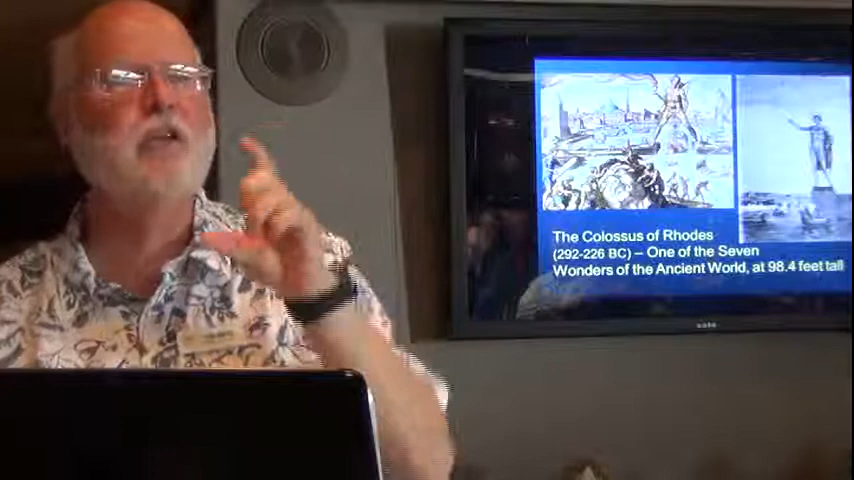 The Colossus of Rhodes
(292-226 BC) – One of the Seven
Wonders of the Ancient World, at 98.4 feet tall